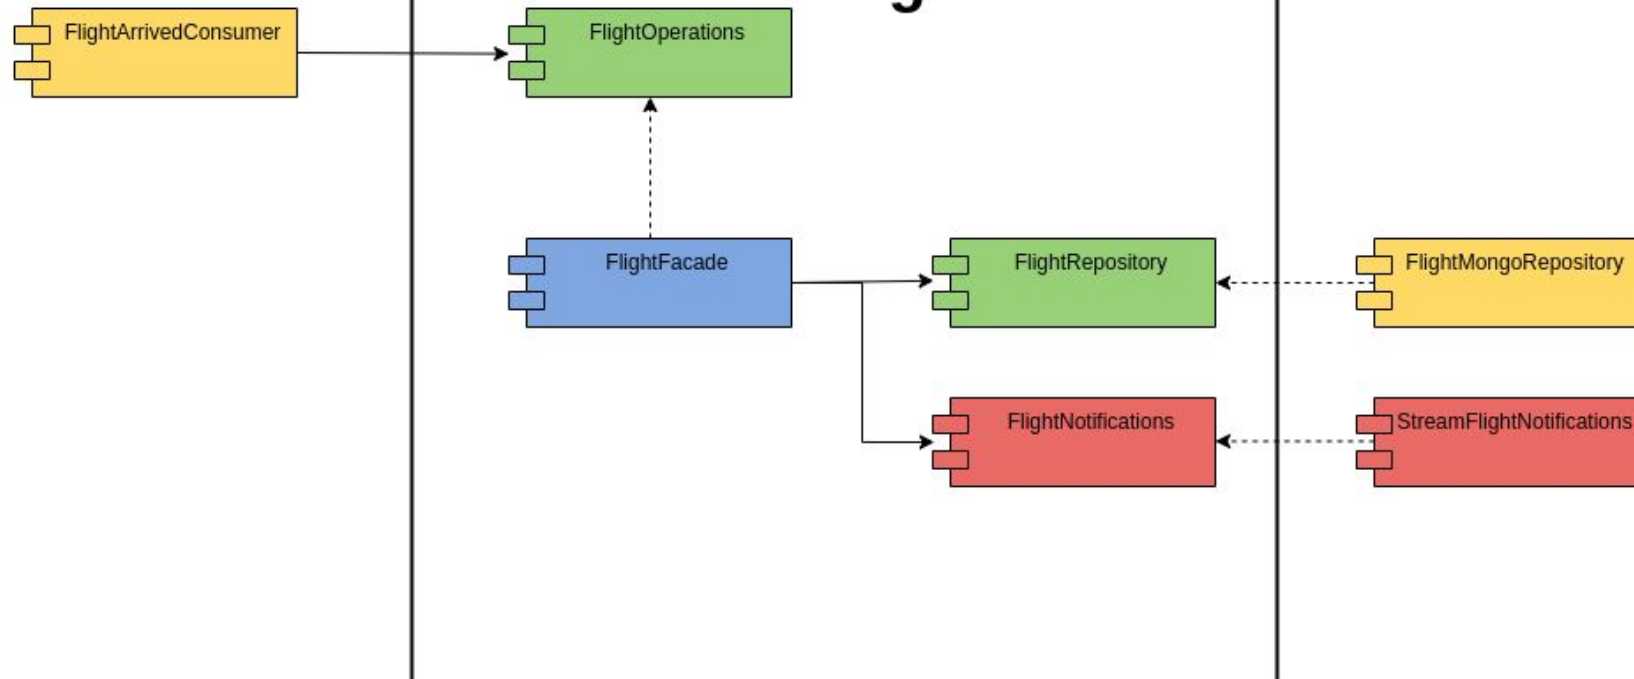 FlightArrivedConsumer
FlightOperations
FlightFacade
FlightRepository
FlightMongoRepository
FlightNotifications
StreamFlightNotifications